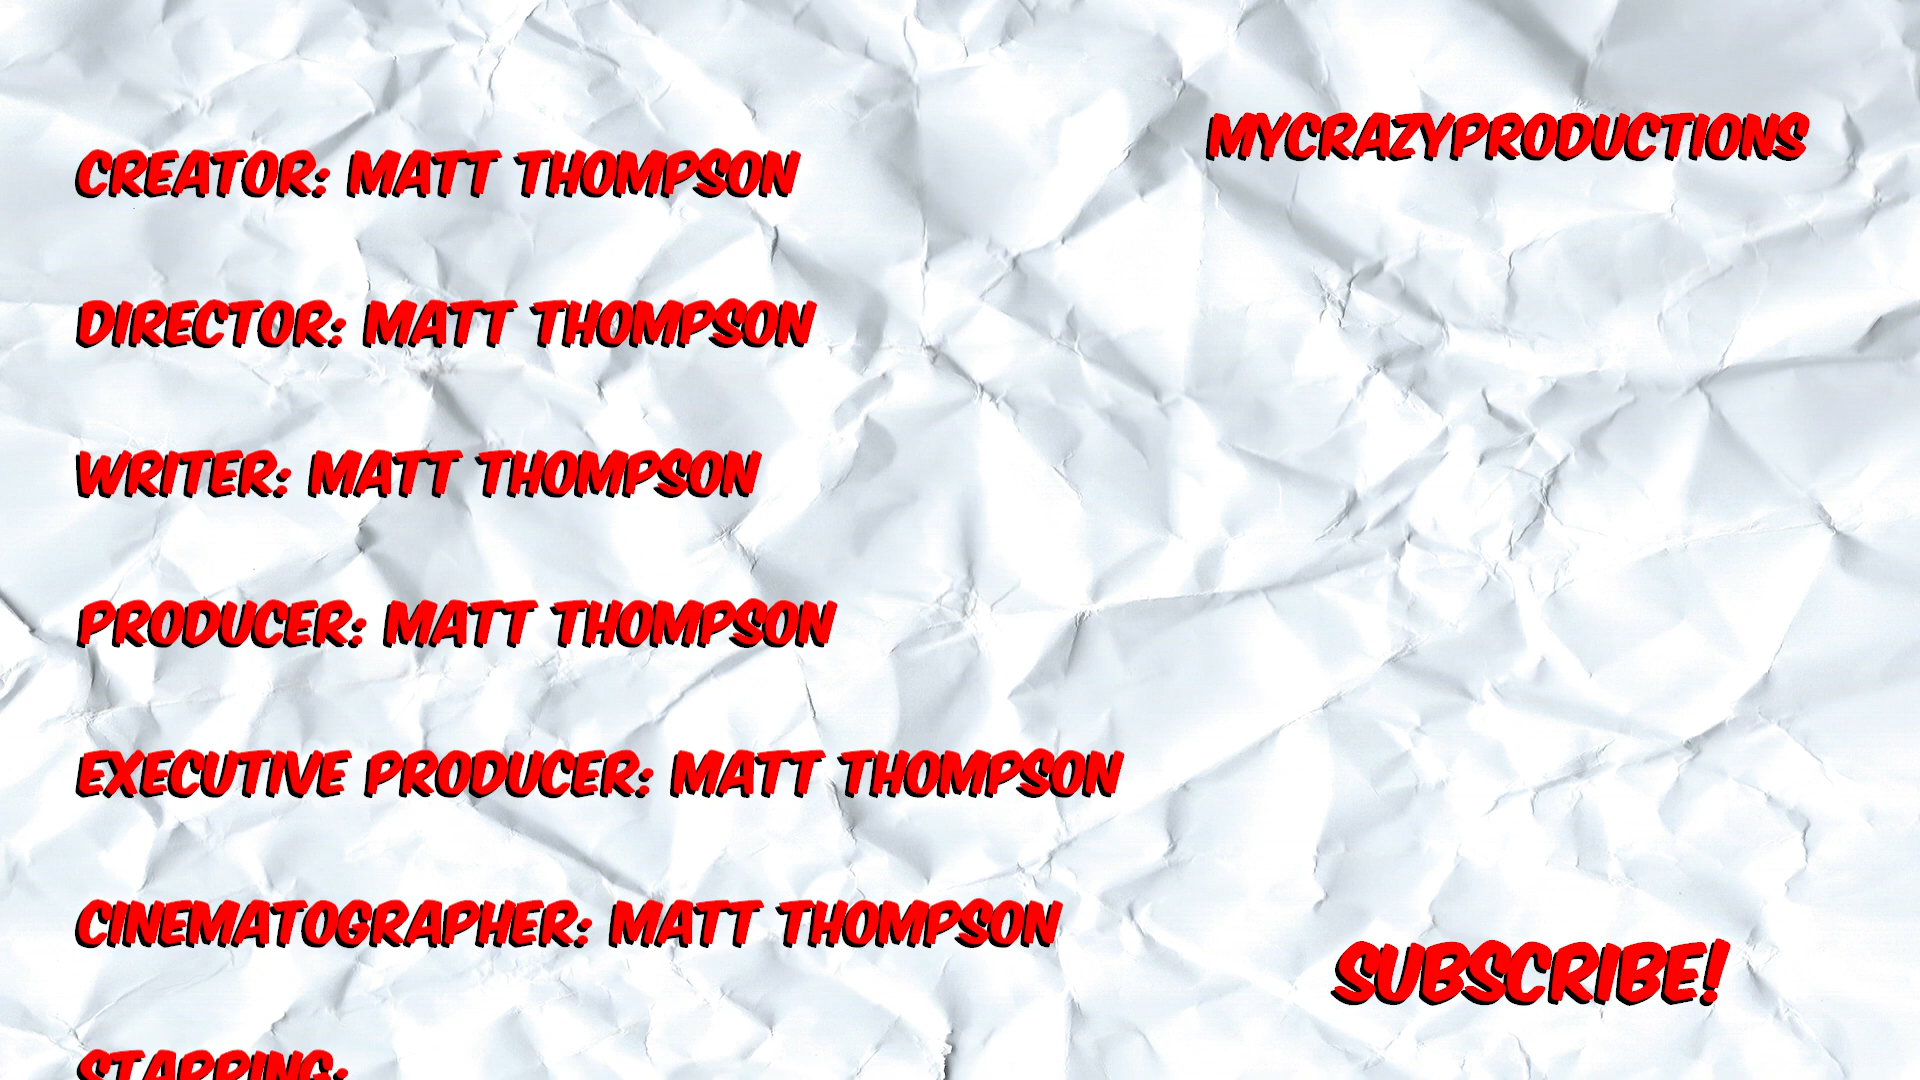 MYCRAZYPRODUCTIONS
CREATOR: MATT THOMPSON
DIRECTOR: MATT THOMPSON
WRITER: MATT THOMPSON
PRODUCER: MATT THOMPSON
EXECUTIVE PRODUCER: MATT THOMPSON
CINEMATOGRAPHER: MATT THOMPSON
SUBSCRIBE!
STARRING: